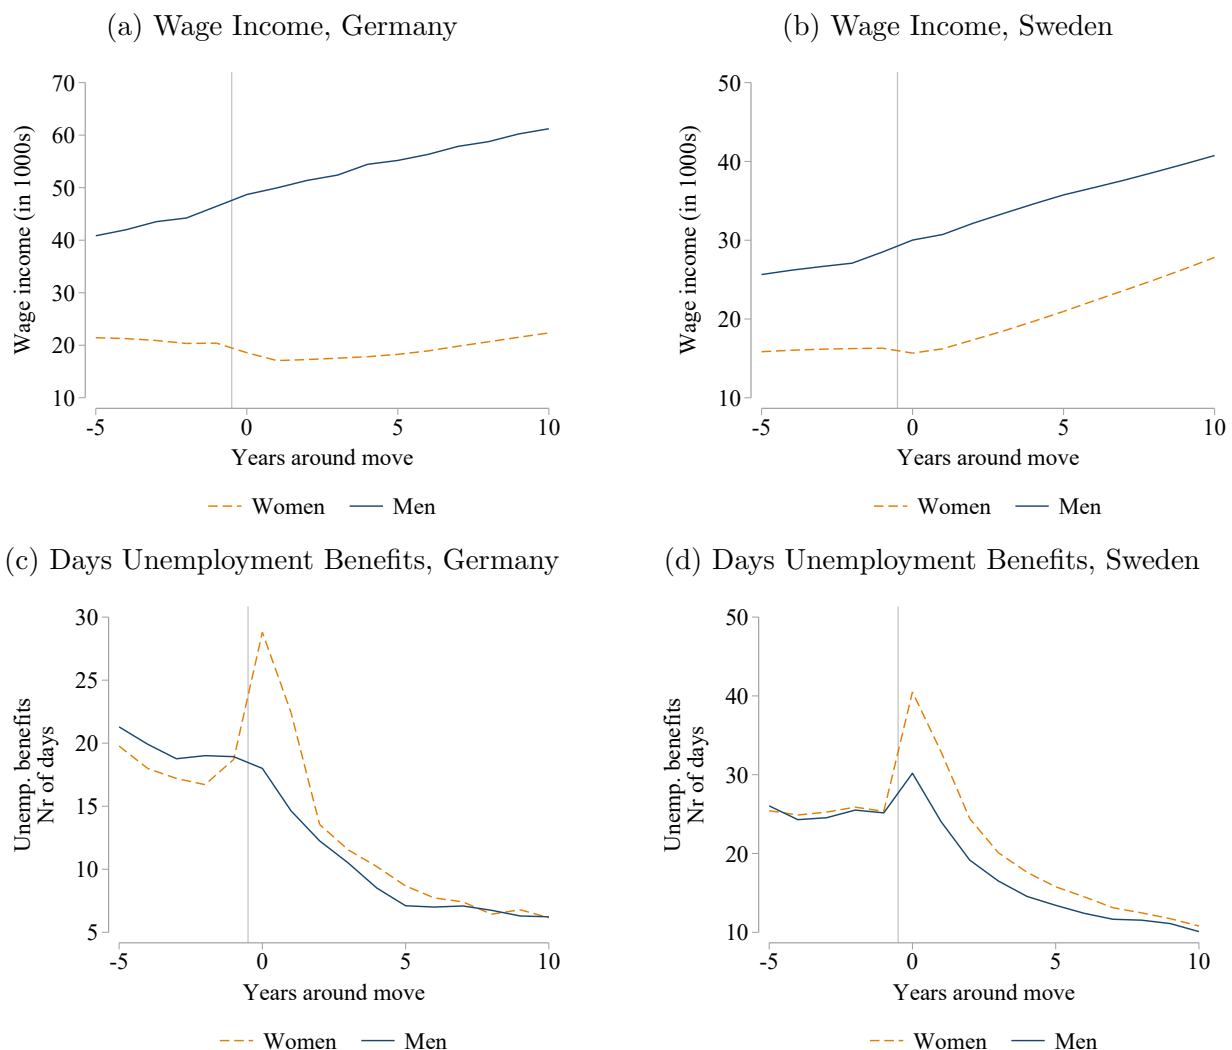 (a) Wage Income, Germany
70
60
50
40
30
20
10
Wage income (in 1000s)
-5
0
5
10
Years around move
Women
Men
(b) Wage Income, Sweden
50
40
30
20
10
Wage income (in 1000s)
-5
0
5
10
Years around move
Women
Men
(c) Days Unemployment Benefits, Germany
30
25
20
15
10
5
Unemp. benefits
Nr of days
-5
0
5
10
Years around move
Women
Men
(d) Days Unemployment Benefits, Sweden
50
40
30
20
10
Unemp. benefits
Nr of days
-5
0
5
10
Years around move
Women
Men